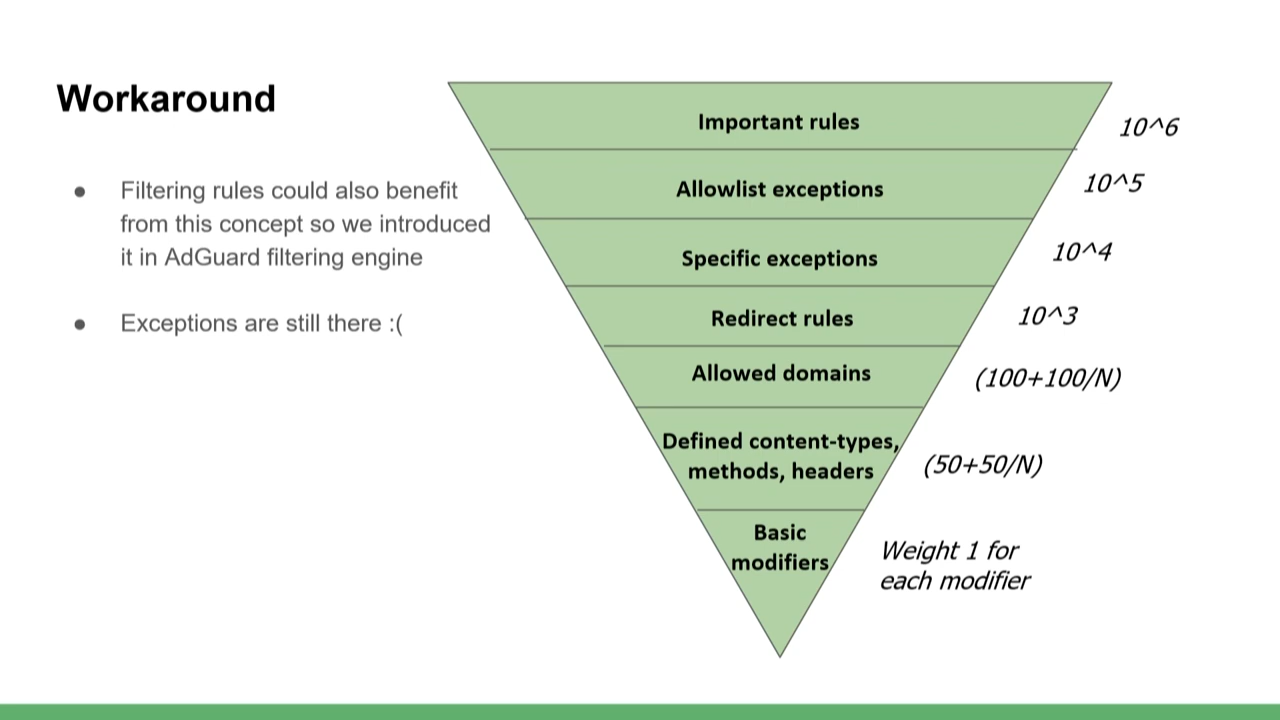 Workaround
● Filtering rules could also benefit
from this concept so we introduced
it in AdGuard filtering engine
● Exceptions are still there :(
Important rules
10^6
Allowlist exceptions
10^5
Specific exceptions
10^4
Redirect rules
10^3
Allowed domains
(100+100/N)
Defined content-types,
methods, headers
(50+50/N)
Basic
modifiers
Weight 1 for
each modifier